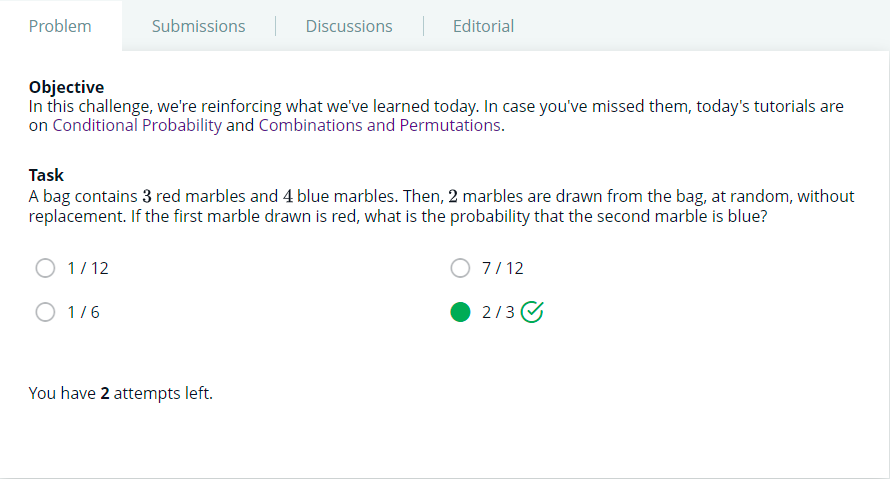 Problem
Submissions
Discussions
Editorial
Objective
In this challenge, we're reinforcing what we've learned today. In case you've missed them, today's tutorials are
on Conditional Probability and Combinations and Permutations.
Task
A bag contains 3 red marbles and 4 blue marbles. Then, 2 marbles are drawn from the bag, at random, without
replacement. If the first marble drawn is red, what is the probability that the second marble is blue?
1 / 12
7 / 12
1 / 6
2 / 3
You have 2 attempts left.